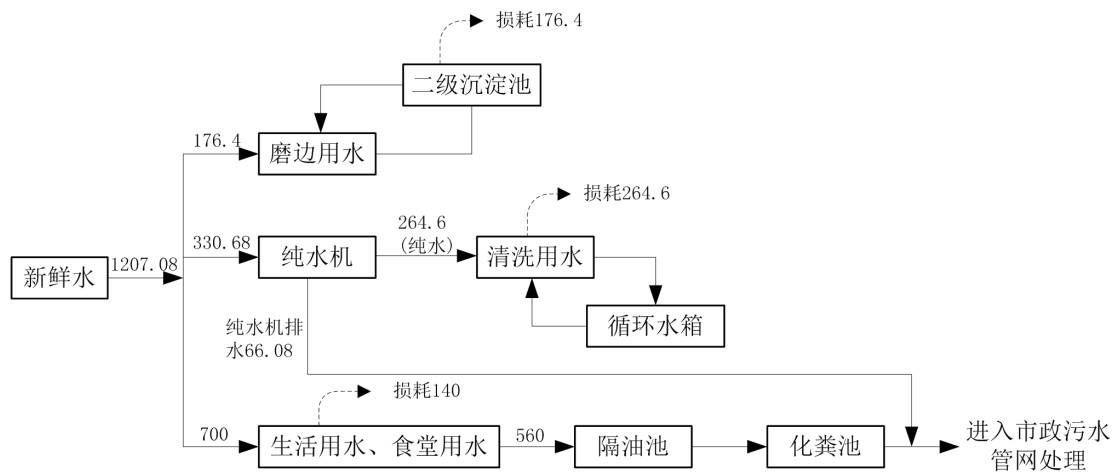 损耗176.4
二级沉淀池
176.4
磨边用水
损耗264.6
330.68
纯水机
264.6
(纯水)
清洗用水
新鲜水
1207.08
循环水箱
纯水机排
水66.08
损耗140
700
生活用水、食堂用水
560
隔油池
化粪池
进入市政污水
管网处理